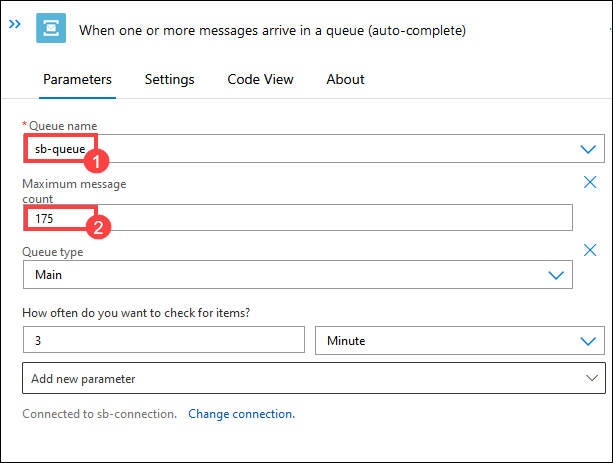 When one or more messages arrive in a queue (auto-complete)
Parameters Settings Code View About
* Queue name
sb-queue
1
Maximum message
count
175
2
Queue type
Main
How often do you want to check for items?
3 Minute
Add new parameter
Connected to sb-connection. Change connection.